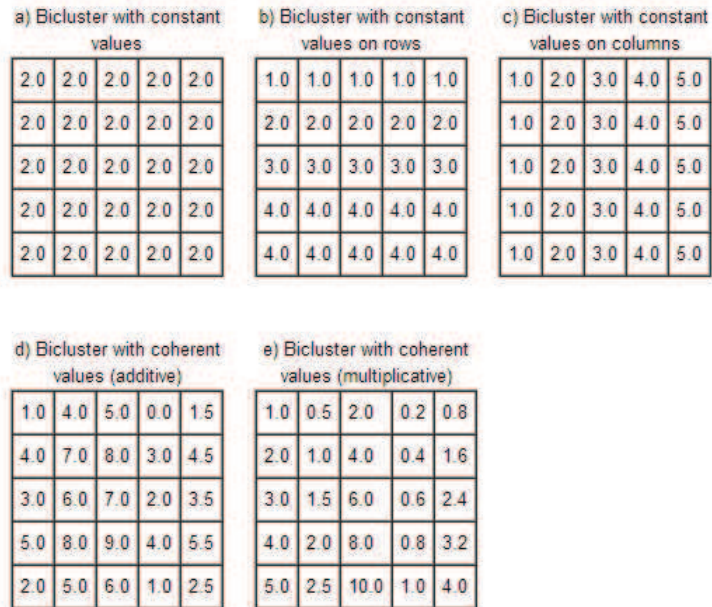 a) Bicluster with constant
values
2.0 2.0 2.0 2.0 2.0
2.0 2.0 2.0 2.0 2.0
2.0 2.0 2.0 2.0 2.0
2.0 2.0 2.0 2.0 2.0
2.0 2.0 2.0 2.0 2.0
b) Bicluster with constant
values on rows
1.0 1.0 1.0 1.0 1.0
2.0 2.0 2.0 2.0 2.0
3.0 3.0 3.0 3.0 3.0
4.0 4.0 4.0 4.0 4.0
4.0 4.0 4.0 4.0 4.0
c) Bicluster with constant
values on columns
1.0 2.0 3.0 4.0 5.0
1.0 2.0 3.0 4.0 5.0
1.0 2.0 3.0 4.0 5.0
1.0 2.0 3.0 4.0 5.0
1.0 2.0 3.0 4.0 5.0
d) Bicluster with coherent
values (additive)
1.0 4.0 5.0 0.0 1.5
4.0 7.0 8.0 3.0 4.5
3.0 6.0 7.0 2.0 3.5
5.0 8.0 9.0 4.0 5.5
2.0 5.0 6.0 1.0 2.5
e) Bicluster with coherent
values (multiplicative)
1.0 0.5 2.0 0.2 0.8
2.0 1.0 4.0 0.4 1.6
3.0 1.5 6.0 0.6 2.4
4.0 2.0 8.0 0.8 3.2
5.0 2.5 10.0 1.0 4.0